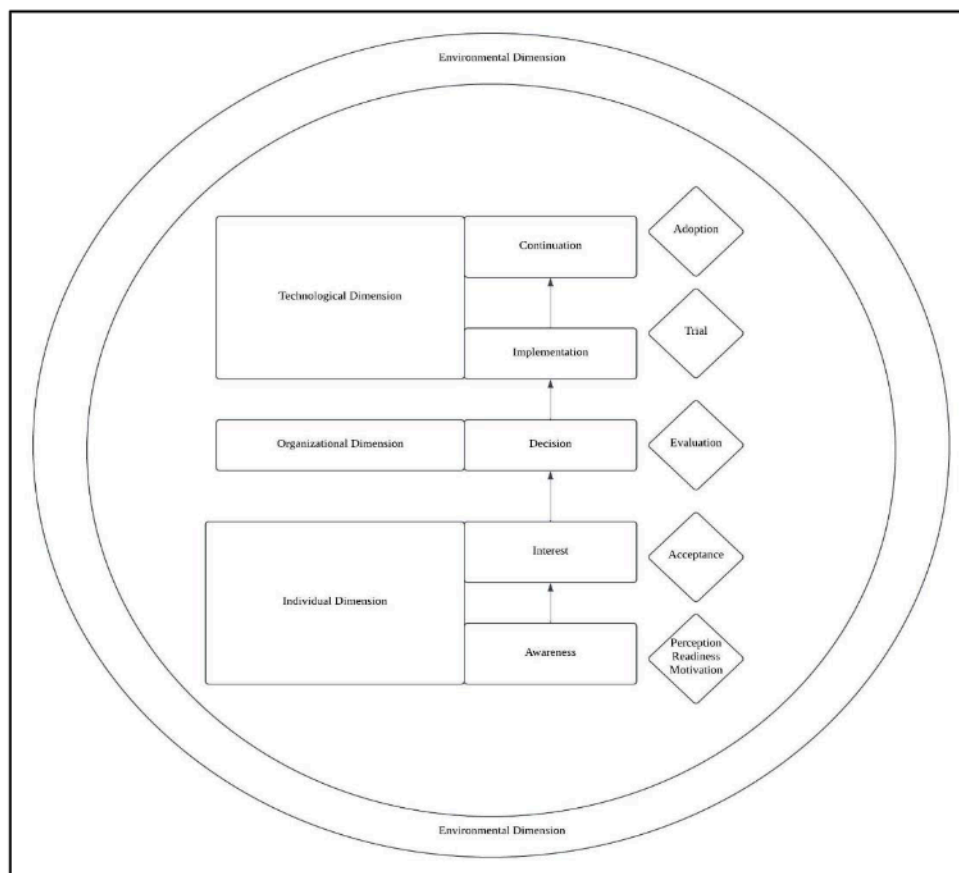 Environmental Dimension
Adoption
Continuation
Technological Dimension
Trial
Implementation
Organizational Dimension
Decision
Evaluation
Interest
Acceptance
Individual Dimension
Awareness
Perception
Readiness
Motivation
Environmental Dimension